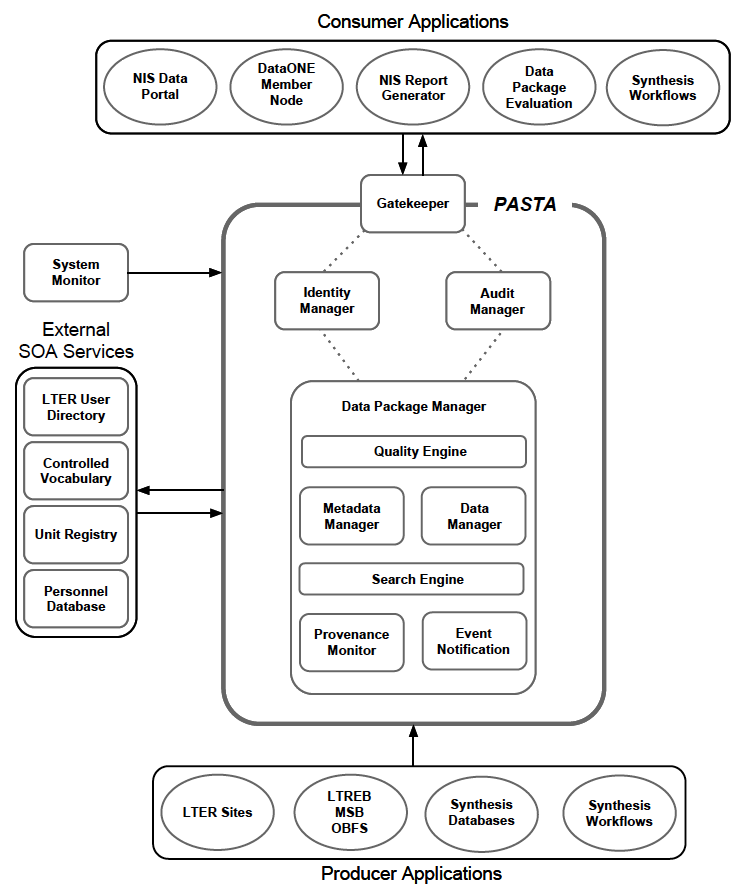 Consumer Applications
NIS Data
Portal
DataONE
Member
Node
NIS Report
Generator
Data
Package
Evaluation
Synthesis
Workflows
Gatekeeper
PASTA
System
Monitor
Identity
Manager
Audit
Manager
External
SOA Services
LTER User
Directory
Controlled
Vocabulary
Unit Registry
Personnel
Database
Data Package Manager
Quality Engine
Metadata
Manager
Data
Manager
Search Engine
Provenance
Monitor
Event
Notification
LTER Sites
LTREB
MSB
OBFS
Synthesis
Databases
Synthesis
Workflows
Producer Applications